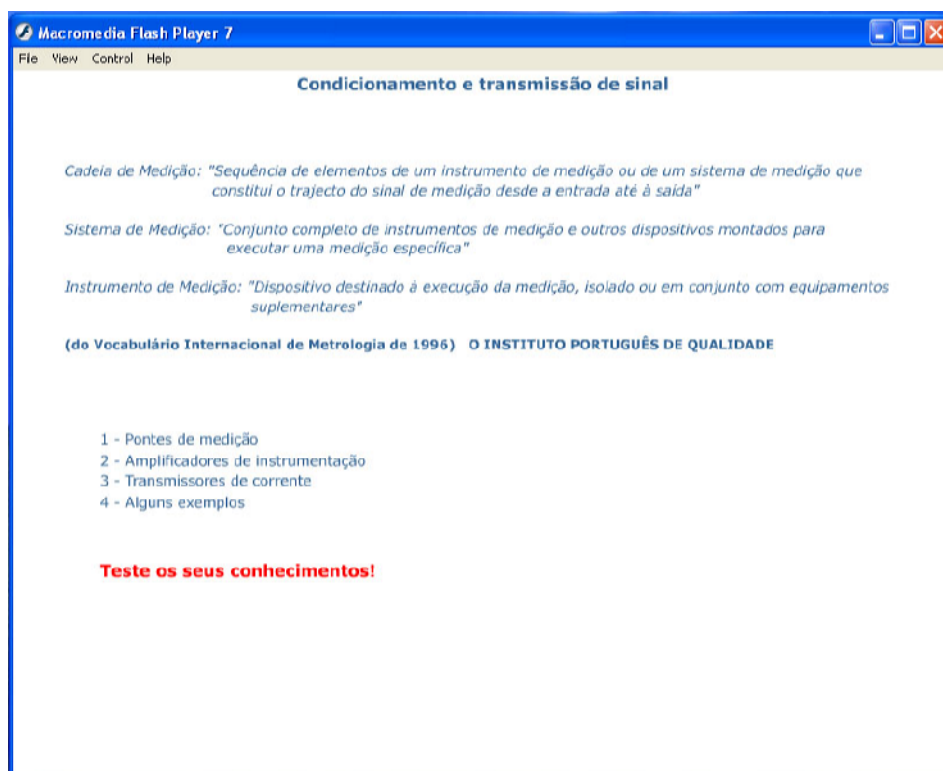 Macromedia Flash Player 7
File View Control Help
Condicionamento e transmissão de sinal
Cadeia de Medição: "Sequência de elementos de um instrumento de medição ou de um sistema de medição que
constitui o trajecto do sinal de medição desde a entrada até à saída"
Sistema de Medição: "Conjunto completo de instrumentos de medição e outros dispositivos montados para
executar uma medição específica"
Instrumento de Medição: "Dispositivo destinado à execução da medição, isolado ou em conjunto com equipamentos
suplementares"
(do Vocabulário Internacional de Metrologia de 1996) O INSTITUTO PORTUGUÊS DE QUALIDADE
1 - Pontes de medição
2 - Amplificadores de instrumentação
3 - Transmissores de corrente
4 - Alguns exemplos
Teste os seus conhecimentos!